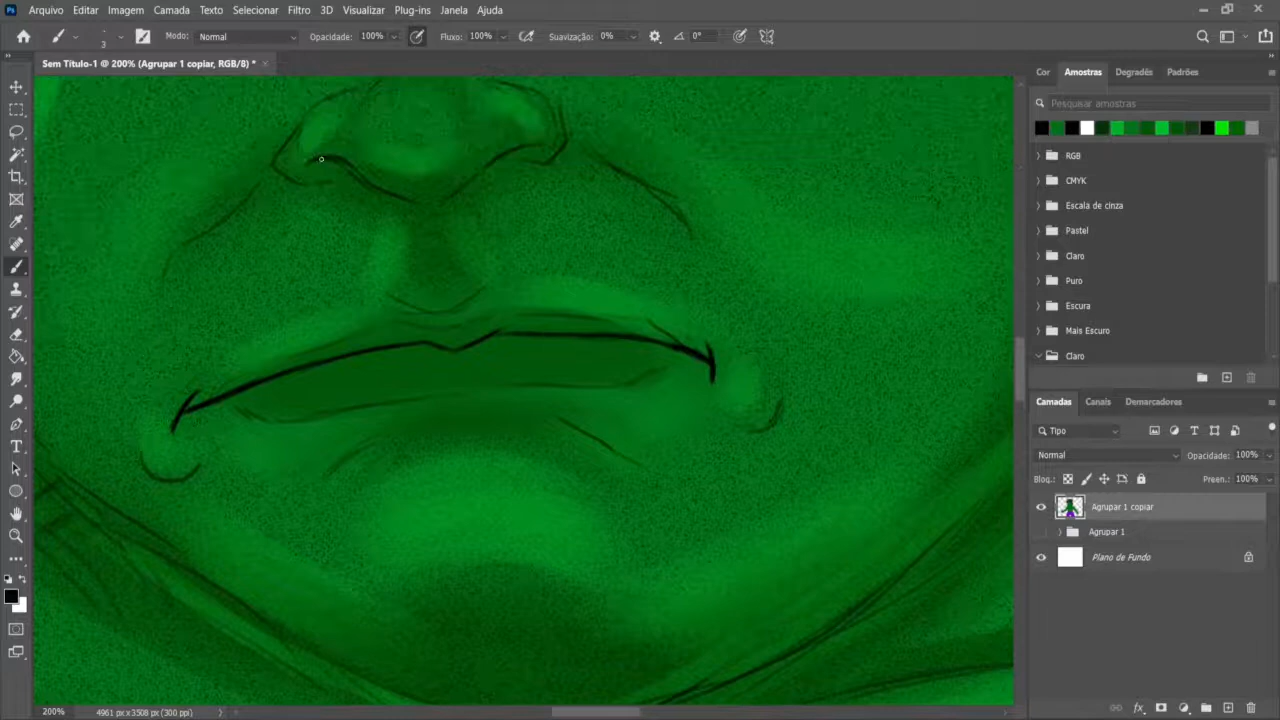 Ps Arquivo Editar Imagem Camada Texto Selecionar Filtro 3D Visualizar Plug-ins Janela Ajuda
3 Modo: Normal Opacidade: 100% Fluxo: 100% Suavização: 0% 0°
Sem Título-1 @ 200% (Agrupar 1 copiar, RGB/8) * ×
Cor Amostras Degradês Padrões
Pesquisar amostras
RGB
CMYK
Escala de cinza
Pastel
Claro
Puro
Escura
Mais Escuro
Claro
Camadas Canais Demarcadores
Tipo
Normal Opacidade: 100%
Bloq.: Preen.: 100%
Agrupar 1 copiar
Agrupar 1
Plano de Fundo
200% 4961 px x 3508 px (300 ppi)